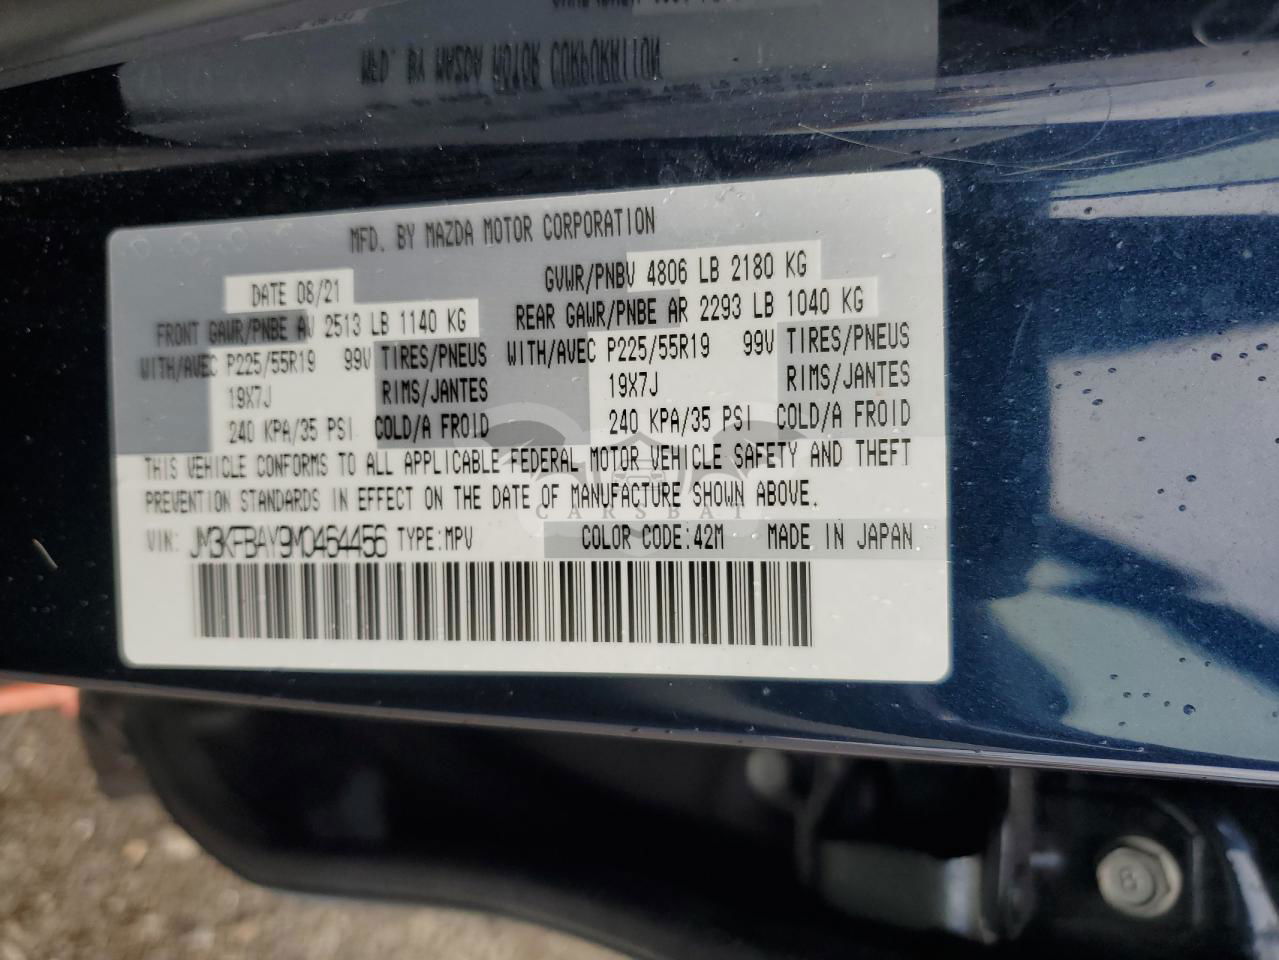 MFD. BY MAZDA MOTOR CORPORATION
DATE 08/21 GVWR/PNBV 4806 LB 2180 KG
FRONT GAWR/PNBE AV 2513 LB 1140 KG REAR GAWR/PNBE AR 2293 LB 1040 KG
WITH/AVEC P225/55R19 99V TIRES/PNEUS WITH/AVEC P225/55R19 99V TIRES/PNEUS
19X7J RIMS/JANTES 19X7J RIMS/JANTES
240 KPA/35 PSI COLD/A FROID 240 KPA/35 PSI COLD/A FROID
THIS VEHICLE CONFORMS TO ALL APPLICABLE FEDERAL MOTOR VEHICLE SAFETY AND THEFT
PREVENTION STANDARDS IN EFFECT ON THE DATE OF MANUFACTURE SHOWN ABOVE.
CARSBAT
VIN: JM3KFBAY9M0464456 TYPE:MPV COLOR CODE:42M MADE IN JAPAN
8